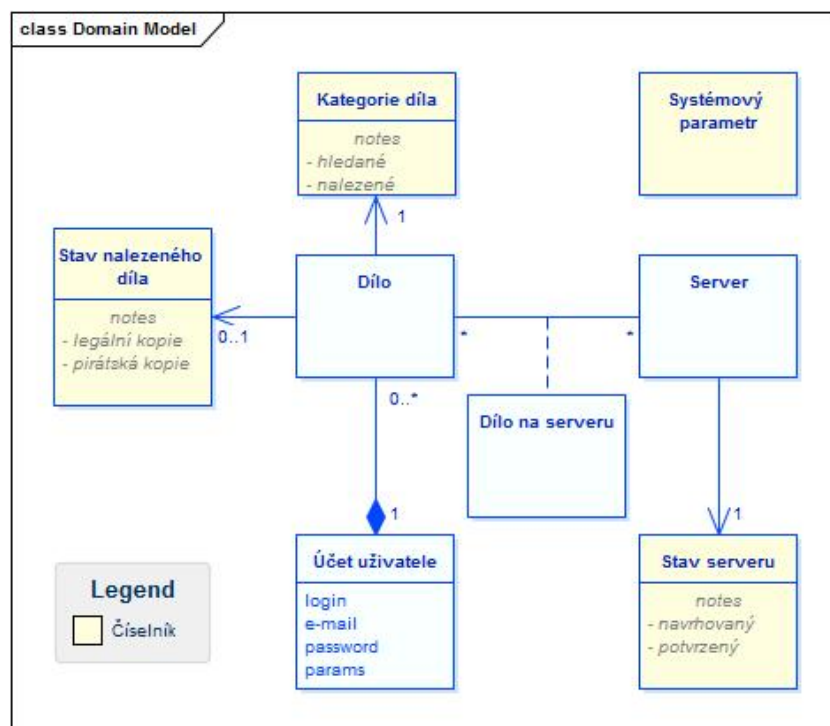 class Domain Model
Kategorie díla
notes
- hledané
- nalezené
Systémový
parametr
1
Stav nalezeného
díla
notes
- legální kopie
- pirátská kopie
0..1
Dílo
*
*
Server
0..*
Dílo na serveru
1
1
Účet uživatele
login
e-mail
password
params
Stav serveru
notes
- navrhovaný
- potvrzený
Legend
Číselník